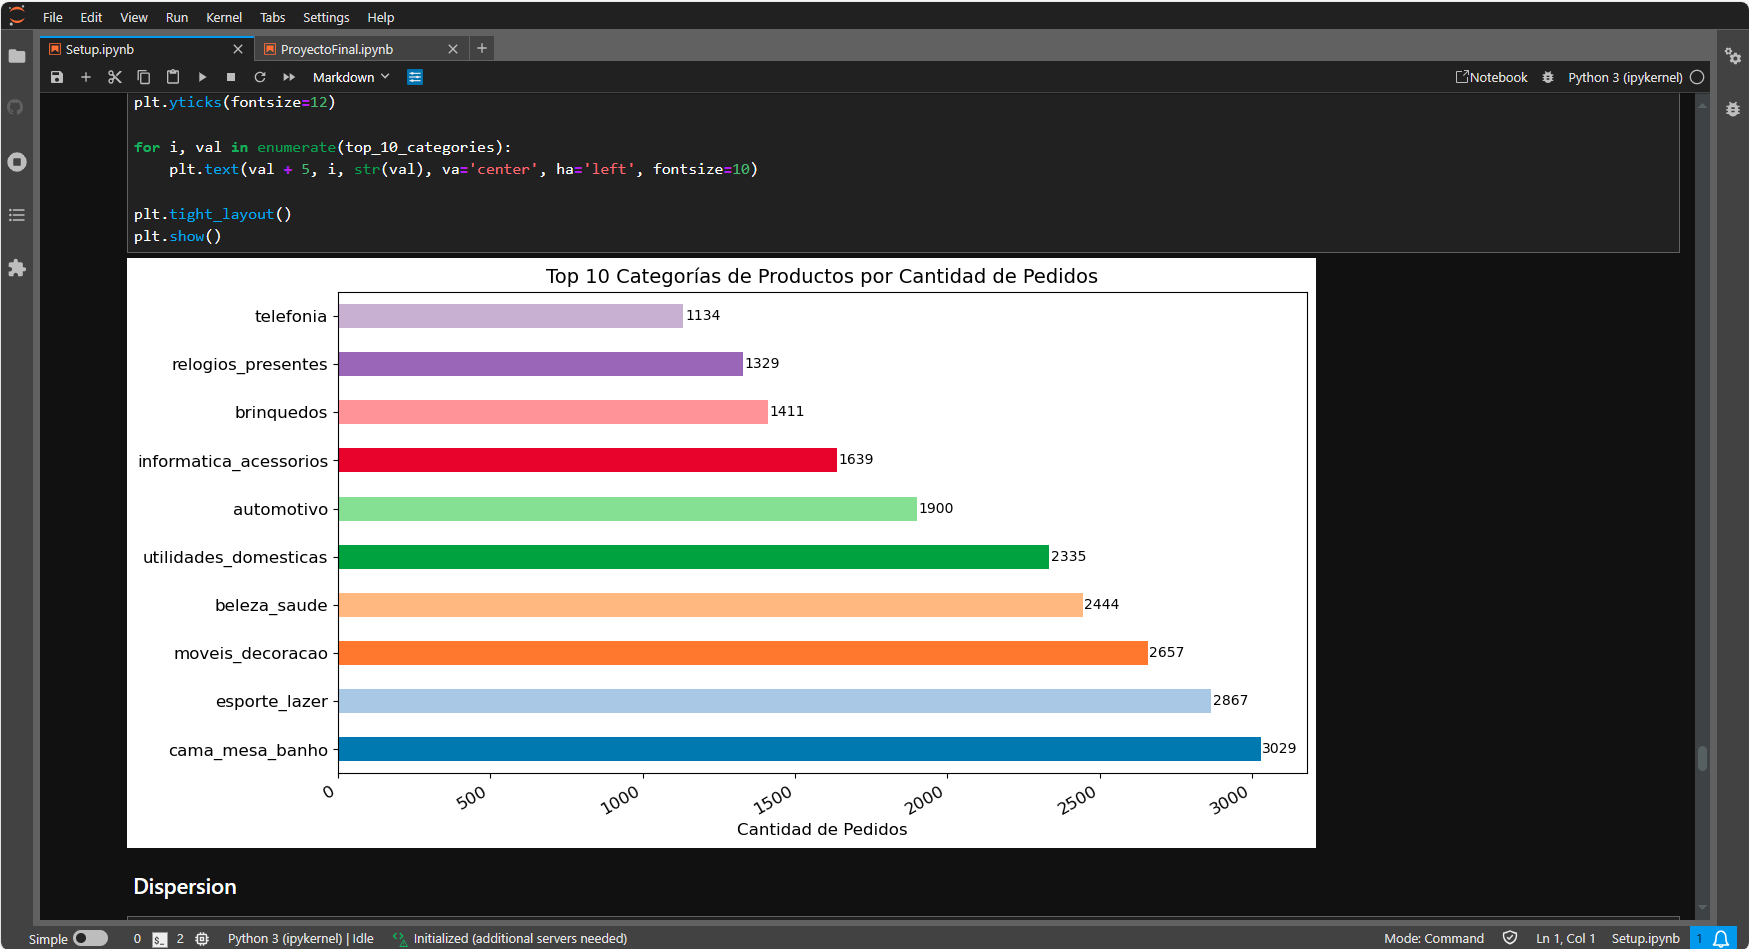 File Edit View Run Kernel Tabs Settings Help
Setup.ipynb ProyectoFinal.ipynb
Markdown Notebook Python 3 (ipykernel)
plt.yticks(fontsize=12)
for i, val in enumerate(top_10_categories):
    plt.text(val + 5, i, str(val), va='center', ha='left', fontsize=10)
plt.tight_layout()
plt.show()
Top 10 Categorías de Productos por Cantidad de Pedidos
telefonia 1134
relogios_presentes 1329
brinquedos 1411
informatica_acessorios 1639
automotivo 1900
utilidades_domesticas 2335
beleza_saude 2444
moveis_decoracao 2657
esporte_lazer 2867
cama_mesa_banho 3029
0 500 1000 1500 2000 2500 3000
Cantidad de Pedidos
Dispersion
Simple 0 $_ 2 Python 3 (ipykernel) | Idle Initialized (additional servers needed) Mode: Command Ln 1, Col 1 Setup.ipynb 1